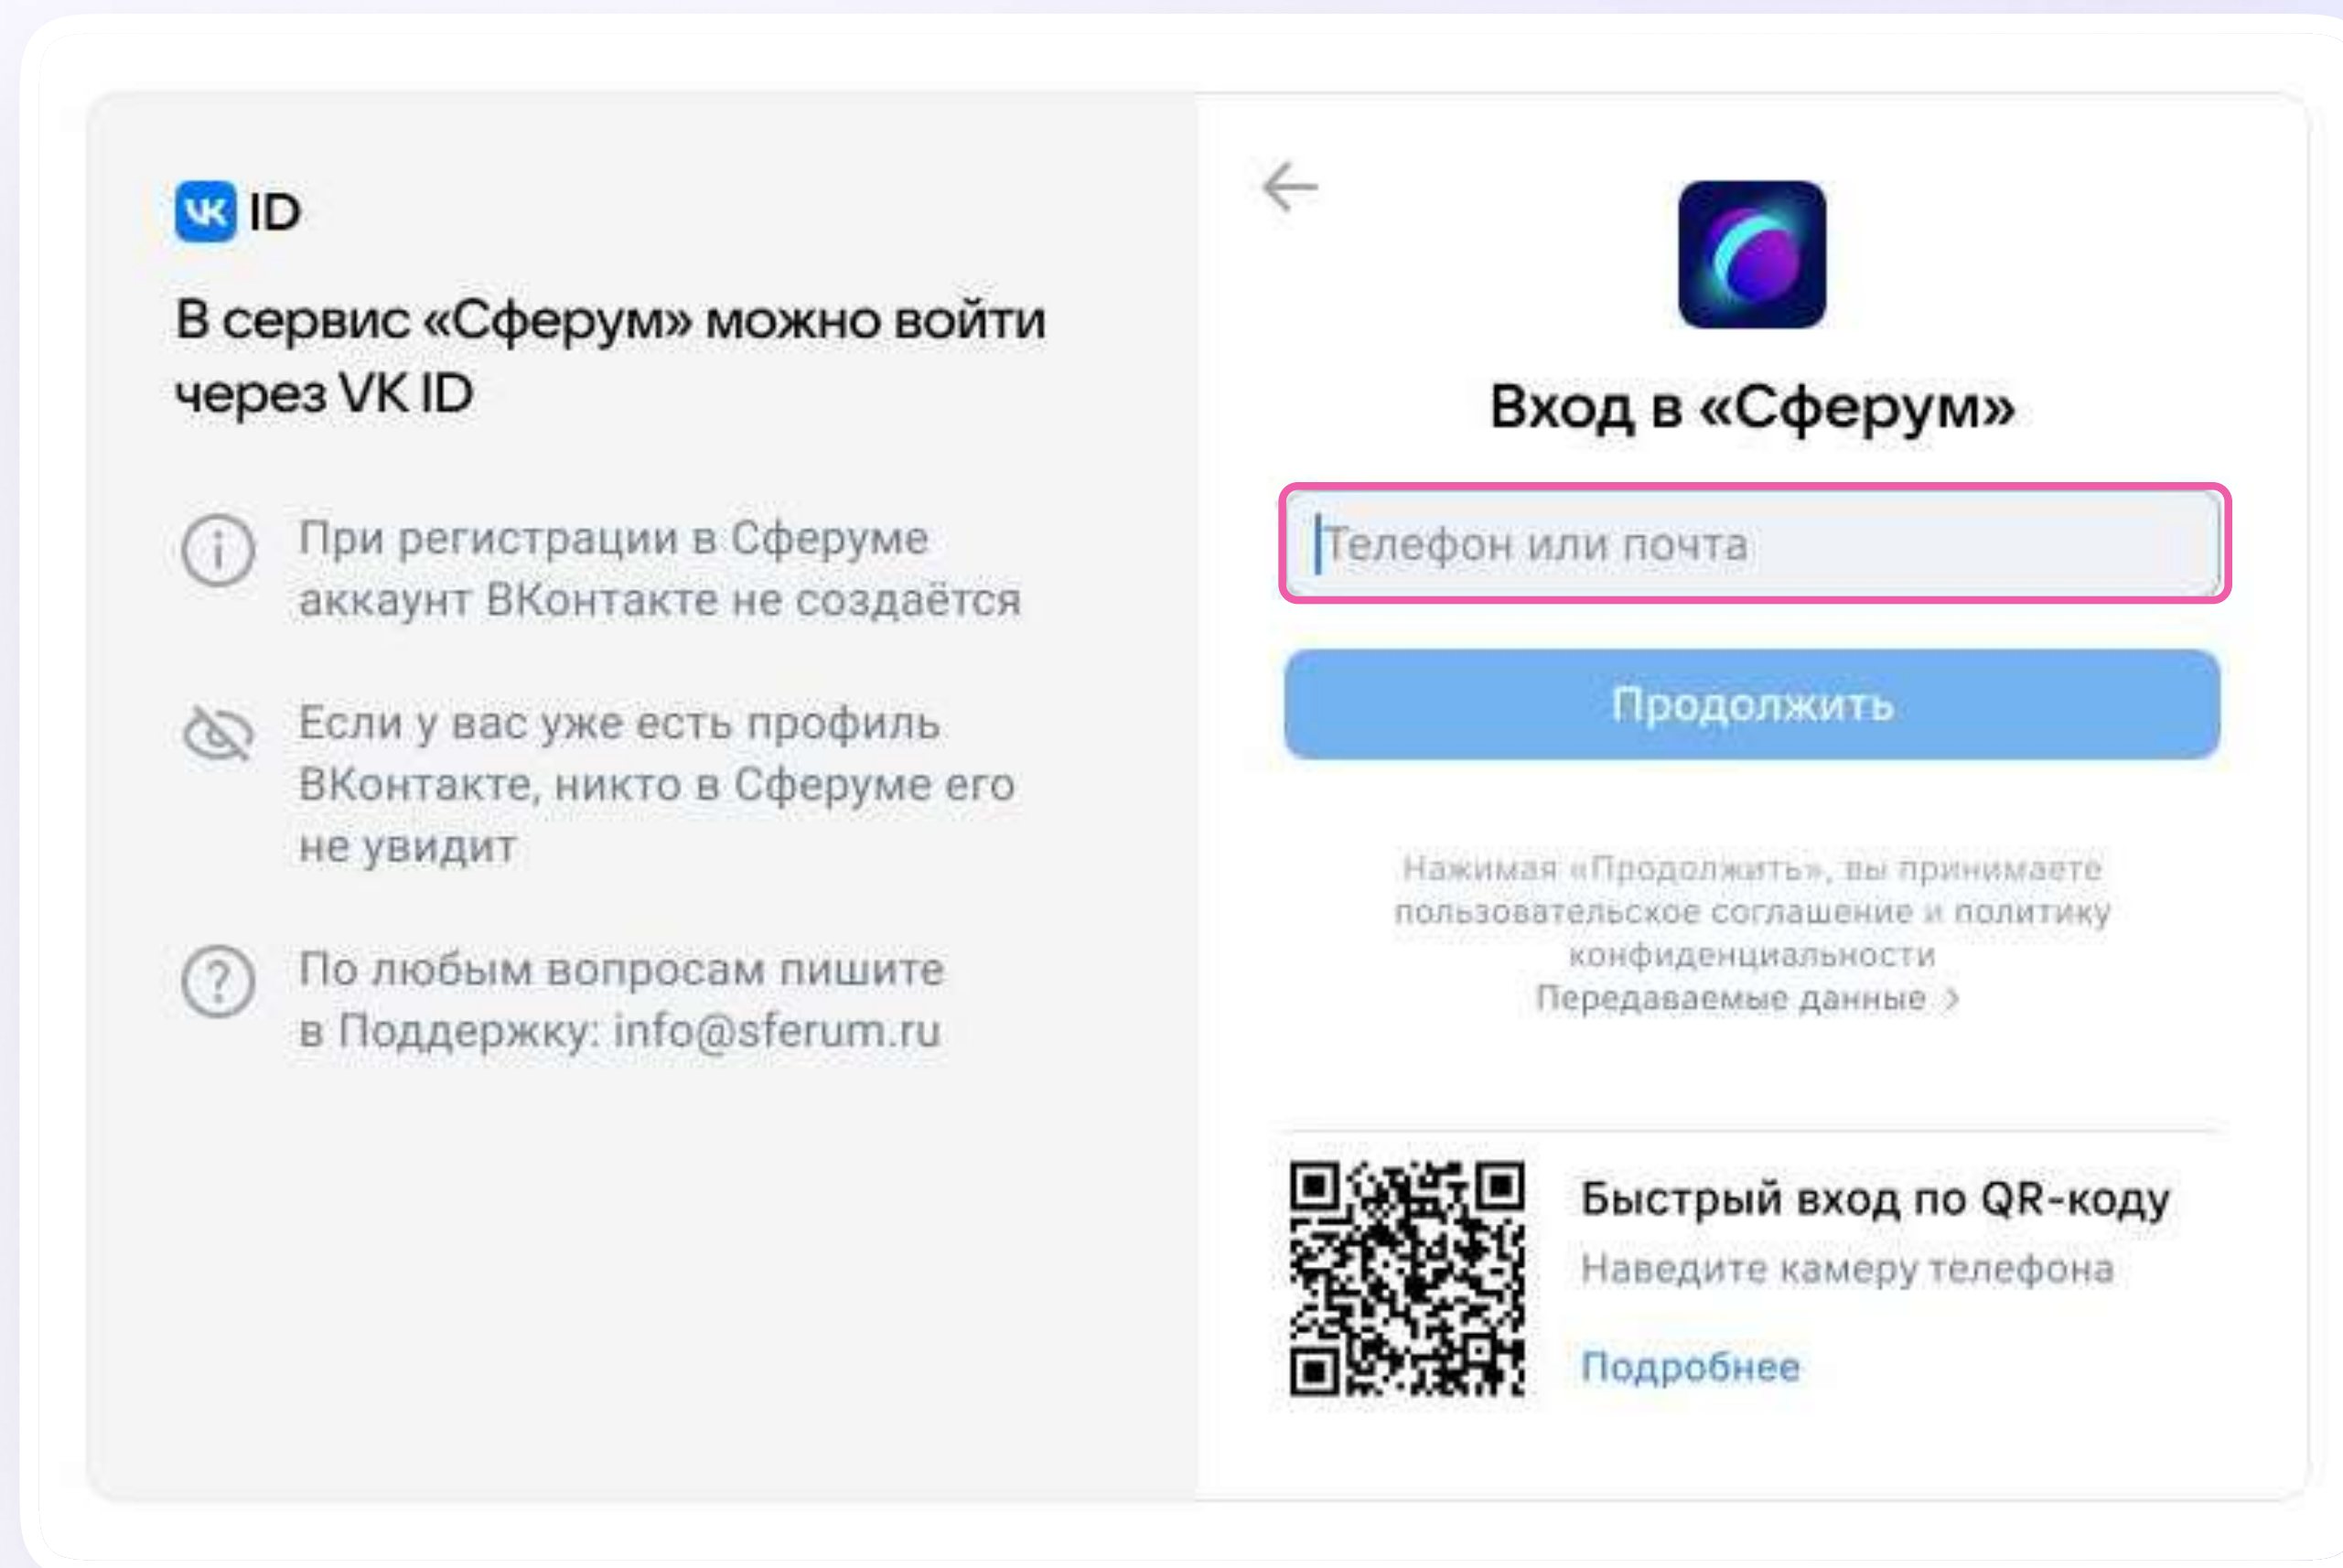 VK ID
В сервис «Сферум» можно войти
через VK ID
При регистрации в Сферуме
аккаунт ВКонтакте не создаётся
Если у вас уже есть профиль
ВКонтакте, никто в Сферуме его
не увидит
По любым вопросам пишите
в Поддержку: info@sferum.ru
Вход в «Сферум»
Телефон или почта
Продолжить
Нажимая «Продолжить», вы принимаете
пользовательское соглашение и политику
конфиденциальности
Передаваемые данные >
Быстрый вход по QR-коду
Наведите камеру телефона
Подробнее